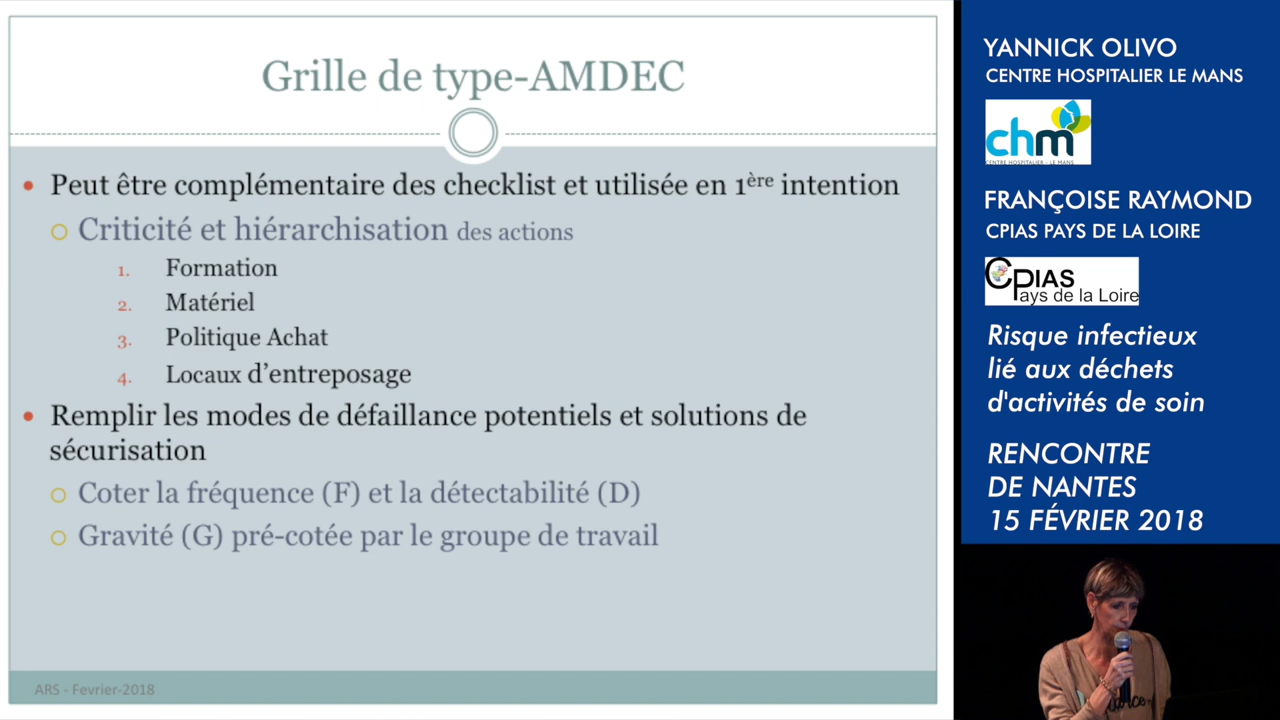 Grille de type-AMDEC
• Peut être complémentaire des checklist et utilisée en 1ère intention
○ Criticité et hiérarchisation des actions
1. Formation
2. Matériel
3. Politique Achat
4. Locaux d'entreposage
• Remplir les modes de défaillance potentiels et solutions de
sécurisation
○ Coter la fréquence (F) et la détectabilité (D)
○ Gravité (G) pré-cotée par le groupe de travail
ARS - Fevrier-2018
YANNICK OLIVO
CENTRE HOSPITALIER LE MANS
chm
CENTRE HOSPITALIER - LE MANS
FRANÇOISE RAYMOND
CPIAS PAYS DE LA LOIRE
CPIAS
Pays de la Loire
Risque infectieux
lié aux déchets
d'activités de soin
RENCONTRE
DE NANTES
15 FÉVRIER 2018